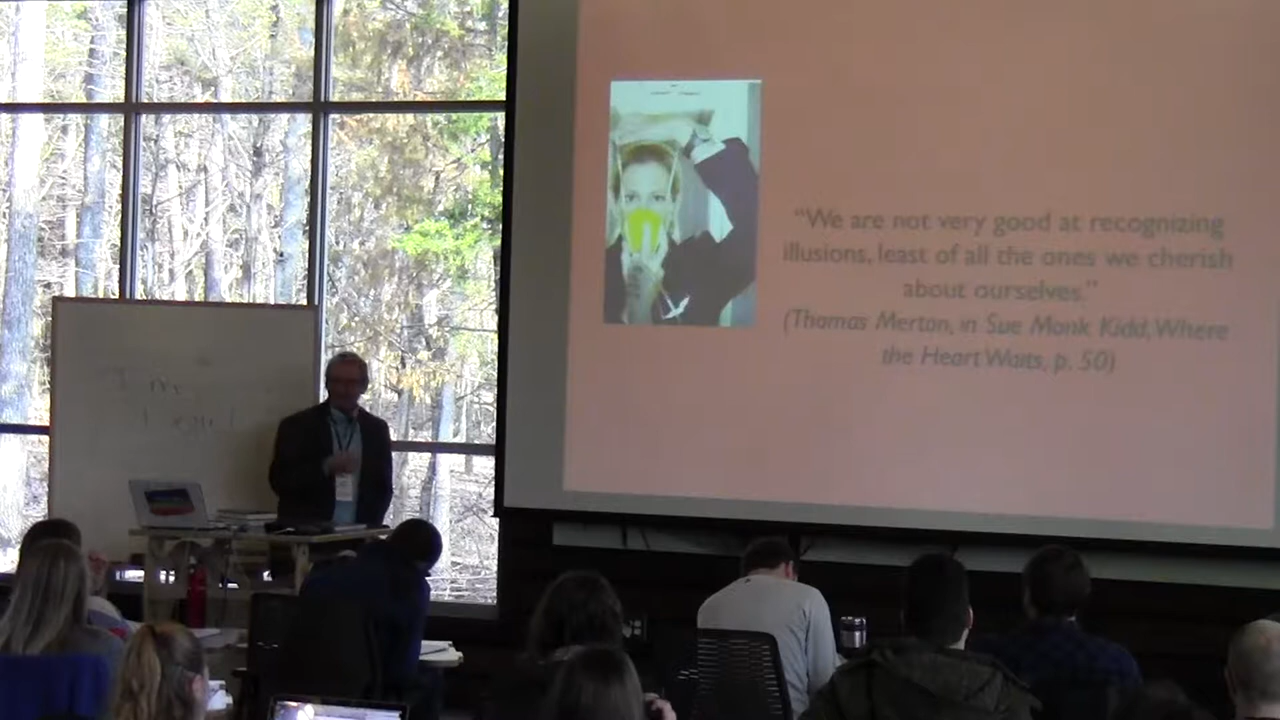 “We are not very good at recognizing
illusions, least of all the ones we cherish
about ourselves.”
(Thomas Merton, in Sue Monk Kidd, Where
the Heart Waits, p. 50)